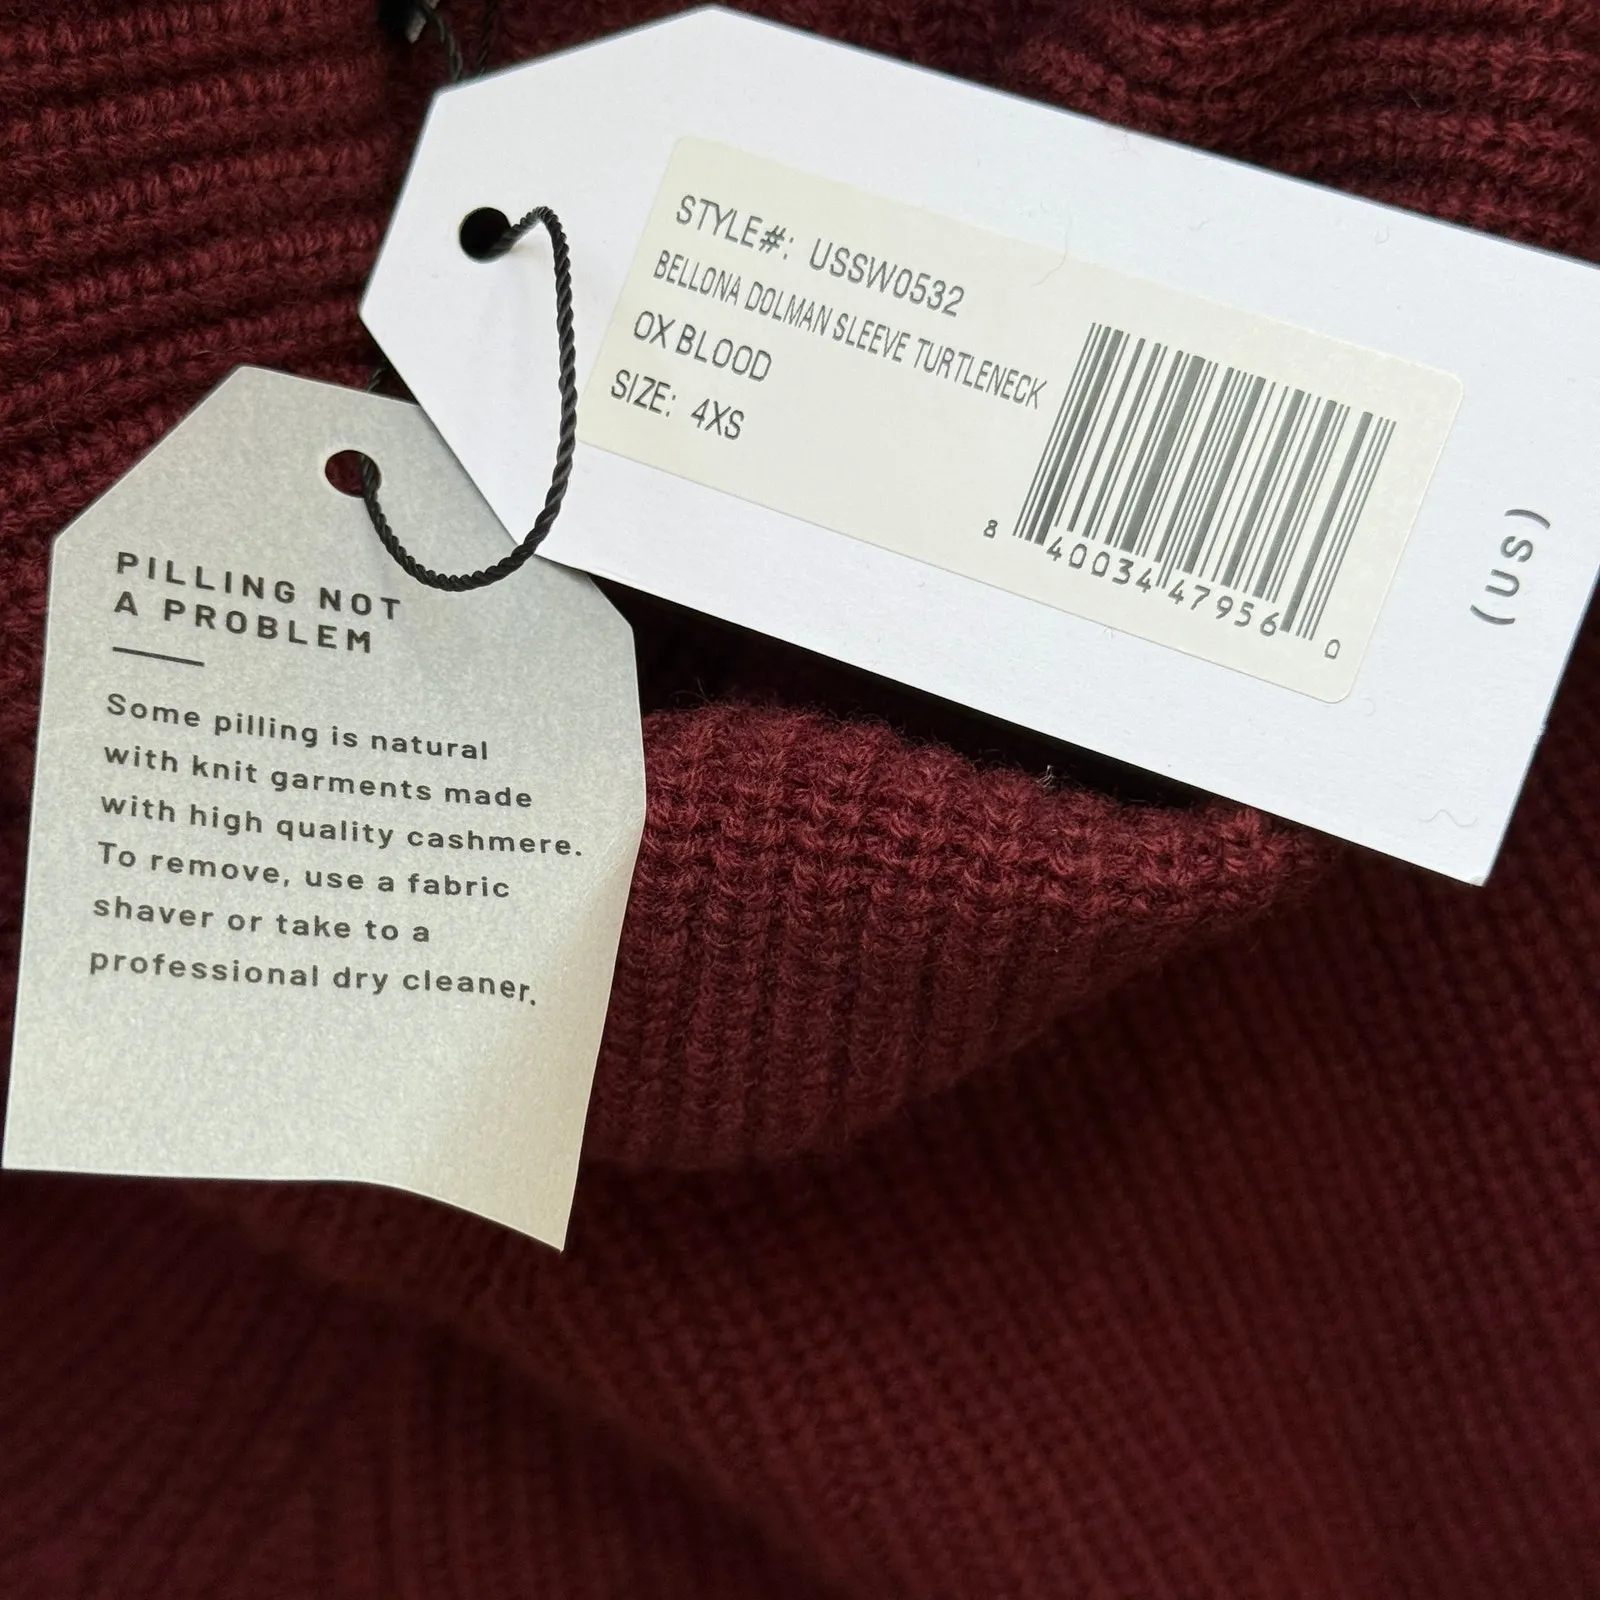 STYLE#: USSW0532
BELLONA DOLMAN SLEEVE TURTLENECK
OX BLOOD
SIZE: 4XS
8 40034 47956 0
(US)
PILLING NOT
A PROBLEM
Some pilling is natural
with knit garments made
with high quality cashmere.
To remove, use a fabric
shaver or take to a
professional dry cleaner.